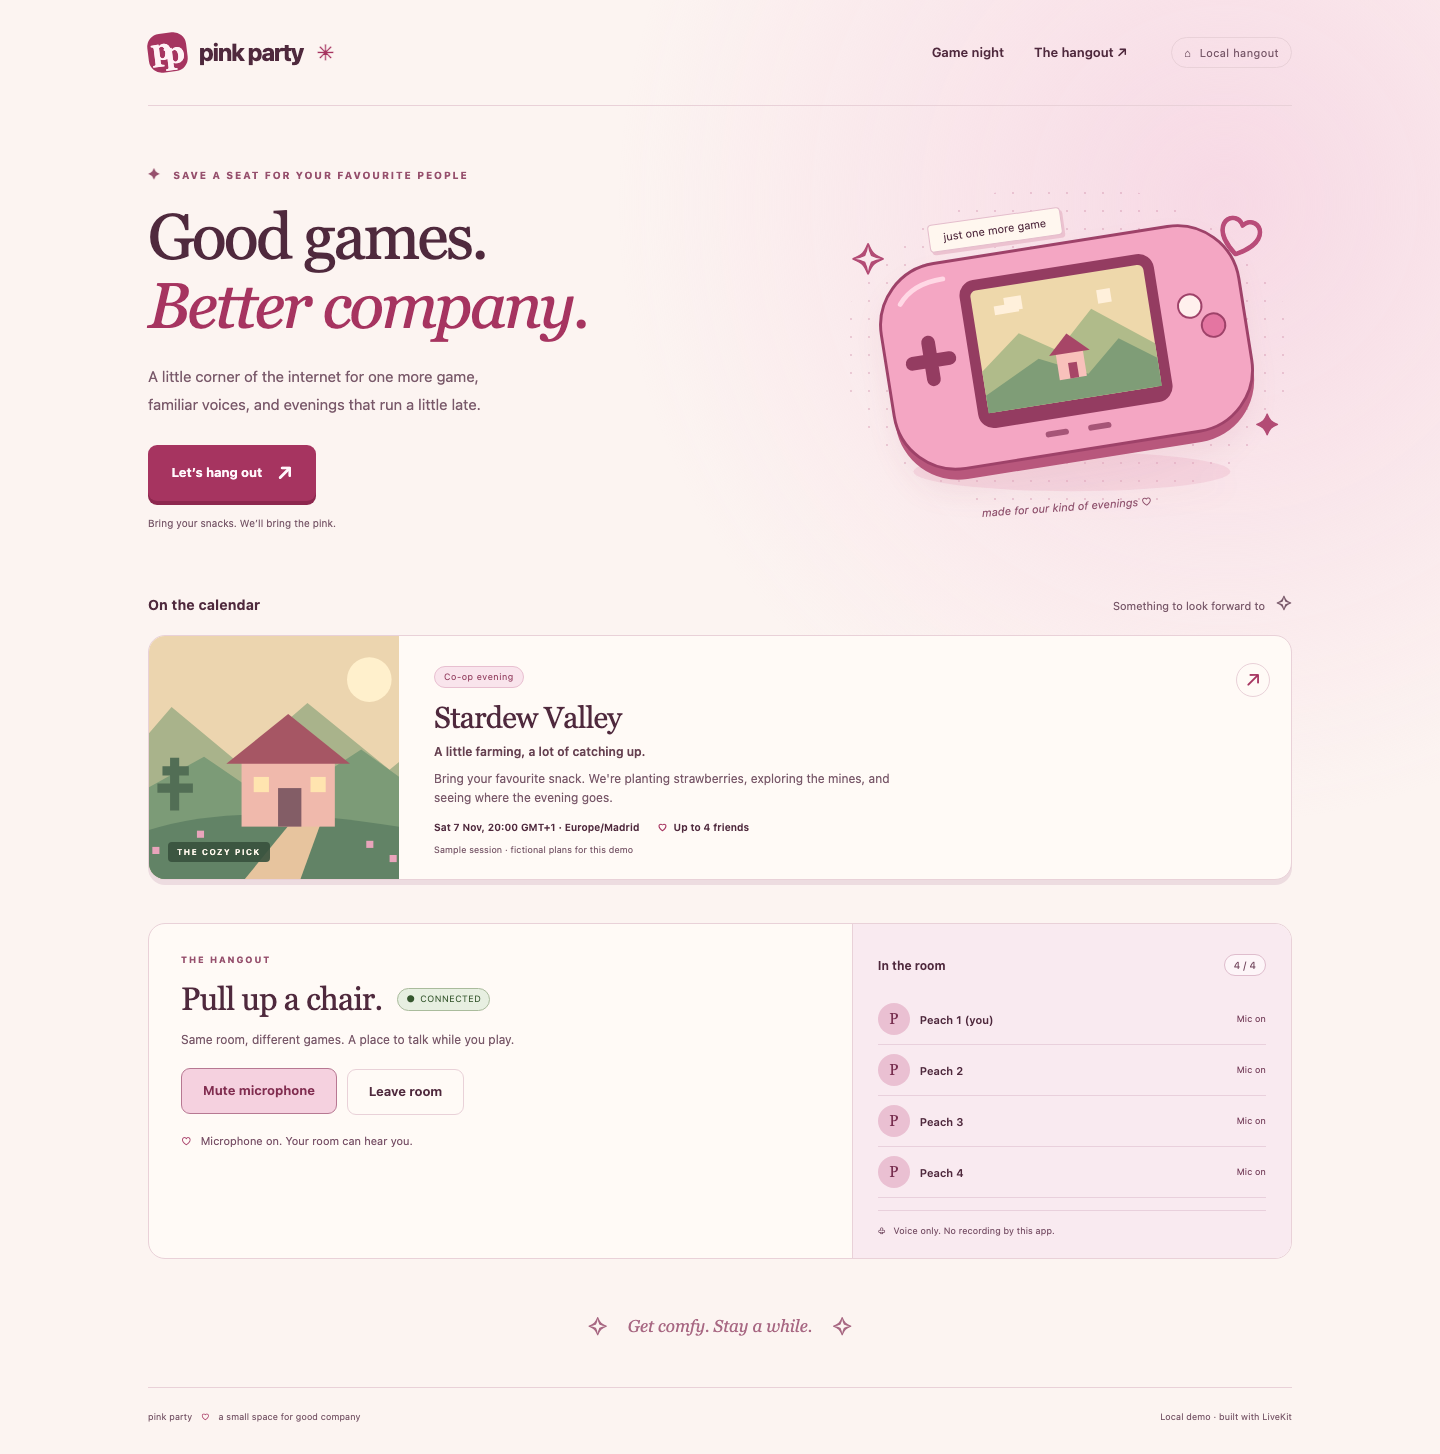 pp pink party
Game night
The hangout
Local hangout
SAVE A SEAT FOR YOUR FAVOURITE PEOPLE
Good games.
Better company.
A little corner of the internet for one more game,
familiar voices, and evenings that run a little late.
Let's hang out
Bring your snacks. We'll bring the pink.
just one more game
made for our kind of evenings
On the calendar
Something to look forward to
THE COZY PICK
Co-op evening
Stardew Valley
A little farming, a lot of catching up.
Bring your favourite snack. We're planting strawberries, exploring the mines, and
seeing where the evening goes.
Sat 7 Nov, 20:00 GMT+1 · Europe/Madrid
Up to 4 friends
Sample session · fictional plans for this demo
THE HANGOUT
Pull up a chair.
CONNECTED
Same room, different games. A place to talk while you play.
Mute microphone
Leave room
Microphone on. Your room can hear you.
In the room
4 / 4
P Peach 1 (you) Mic on
P Peach 2 Mic on
P Peach 3 Mic on
P Peach 4 Mic on
Voice only. No recording by this app.
Get comfy. Stay a while.
pink party
a small space for good company
Local demo · built with LiveKit